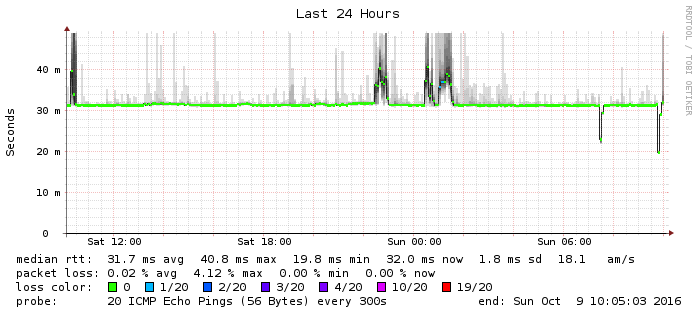 Last 24 Hours
RRDTOOL / TOBI OETIKER
Seconds
40 m
30 m
20 m
10 m
0
Sat 12:00 Sat 18:00 Sun 00:00 Sun 06:00
median rtt: 31.7 ms avg 40.8 ms max 19.8 ms min 32.0 ms now 1.8 ms sd 18.1 am/s
packet loss: 0.02 % avg 4.12 % max 0.00 % min 0.00 % now
loss color: 0 1/20 2/20 3/20 4/20 10/20 19/20
probe: 20 ICMP Echo Pings (56 Bytes) every 300s end: Sun Oct 9 10:05:03 2016